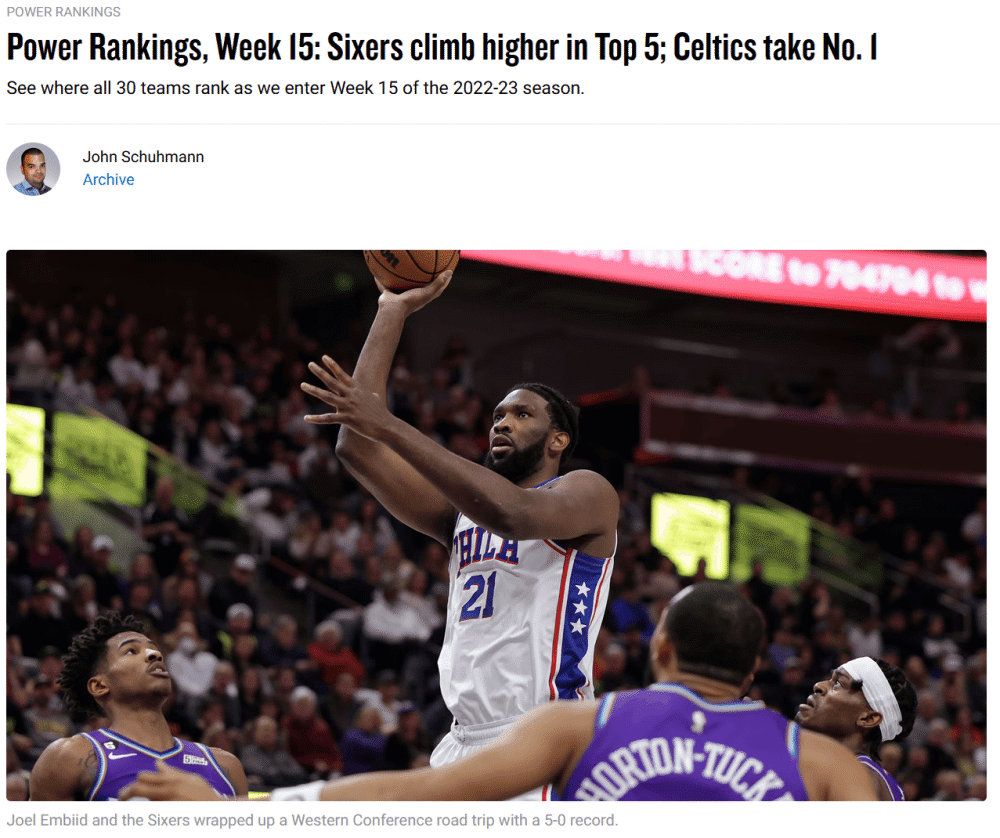 POWER RANKINGS
Power Rankings, Week 15: Sixers climb higher in Top 5; Celtics take No. 1
See where all 30 teams rank as we enter Week 15 of the 2022-23 season.
John Schuhmann
Archive
SCORE to 704704 to
PHILA
21
HORTON-TUCK
Joel Embiid and the Sixers wrapped up a Western Conference road trip with a 5-0 record.